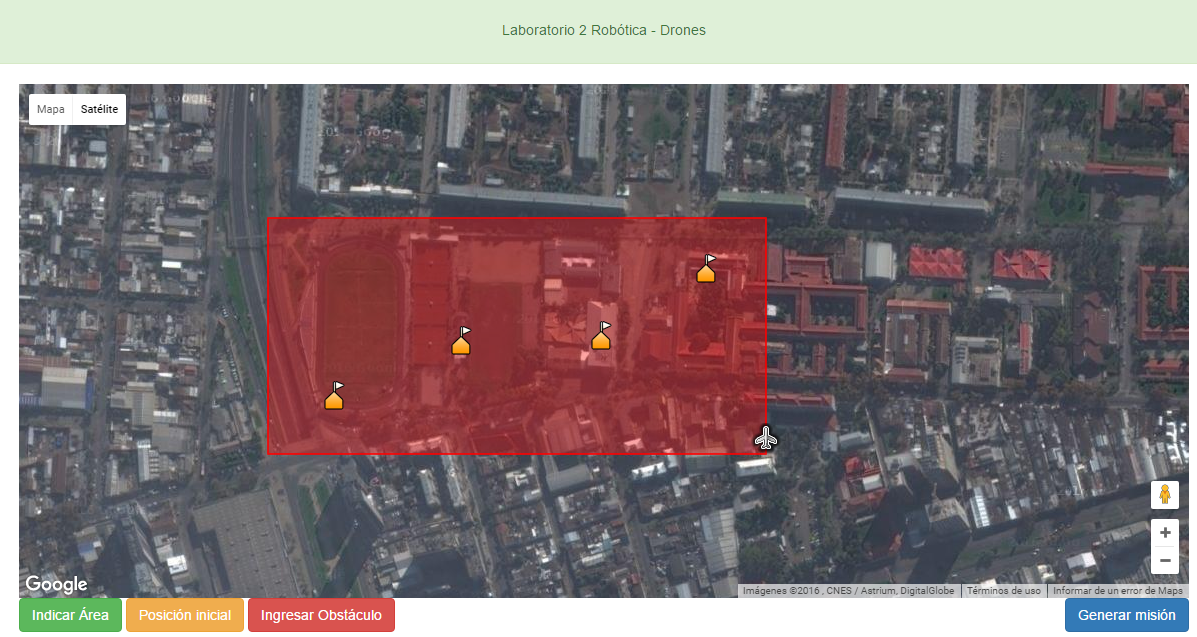 Laboratorio 2 Robótica - Drones
Mapa Satélite
Google
Imágenes ©2016 , CNES / Astrium, DigitalGlobe Términos de uso Informar de un error de Maps
Indicar Área Posición inicial Ingresar Obstáculo Generar misión